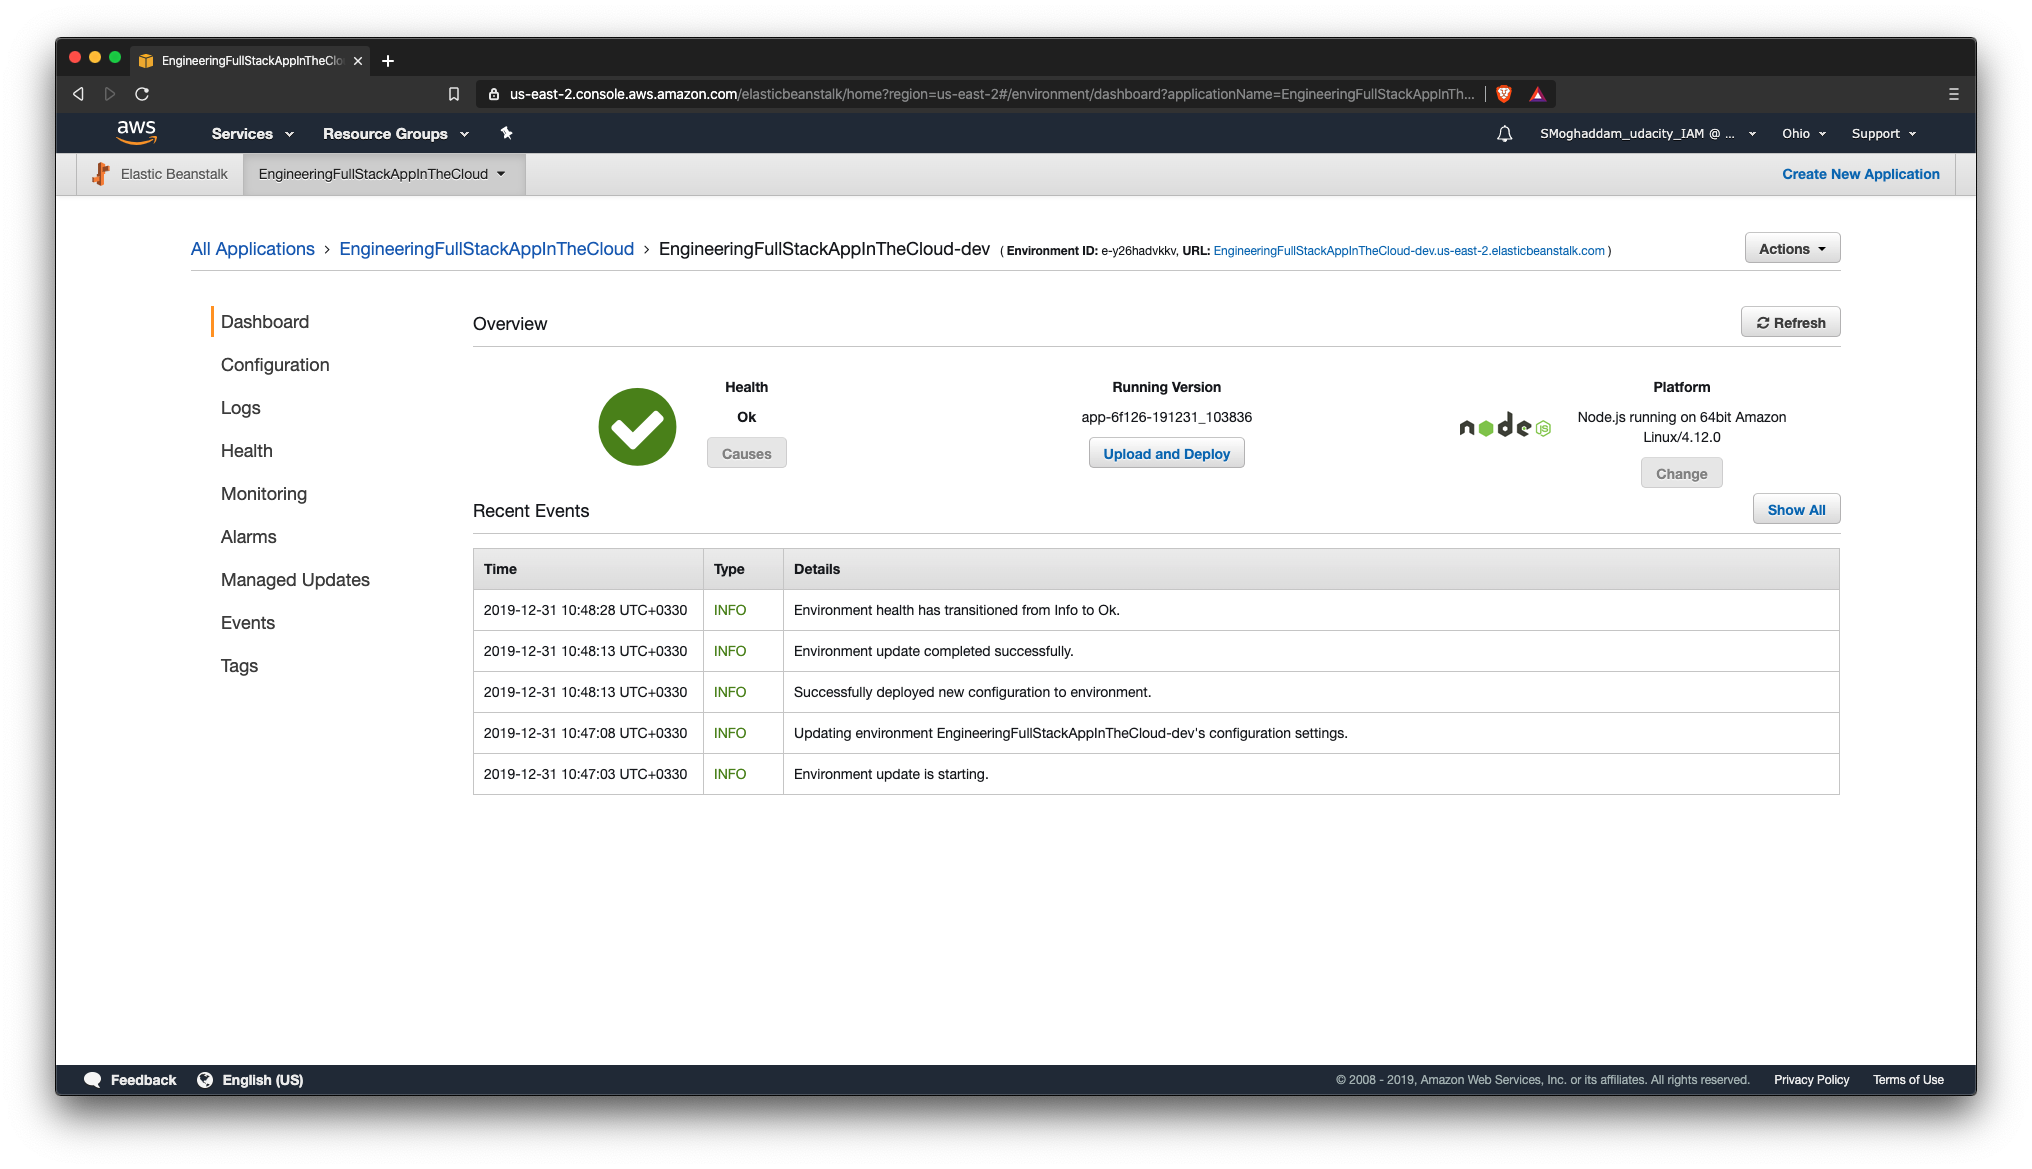 EngineeringFullStackAppInTheClo
us-east-2.console.aws.amazon.com/elasticbeanstalk/home?region=us-east-2#/environment/dashboard?applicationName=EngineeringFullStackAppInTh...
aws Services Resource Groups SMoghaddam_udacity_IAM @ ... Ohio Support
Elastic Beanstalk EngineeringFullStackAppInTheCloud Create New Application
All Applications › EngineeringFullStackAppInTheCloud › EngineeringFullStackAppInTheCloud-dev ( Environment ID: e-y26hadvkkv, URL: EngineeringFullStackAppInTheCloud-dev.us-east-2.elasticbeanstalk.com ) Actions
Dashboard
Configuration
Logs
Health
Monitoring
Alarms
Managed Updates
Events
Tags
Overview Refresh
Health
Ok
Causes
Running Version
app-6f126-191231_103836
Upload and Deploy
node JS
Platform
Node.js running on 64bit Amazon
Linux/4.12.0
Change
Recent Events Show All
Time Type Details
2019-12-31 10:48:28 UTC+0330 INFO Environment health has transitioned from Info to Ok.
2019-12-31 10:48:13 UTC+0330 INFO Environment update completed successfully.
2019-12-31 10:48:13 UTC+0330 INFO Successfully deployed new configuration to environment.
2019-12-31 10:47:08 UTC+0330 INFO Updating environment EngineeringFullStackAppInTheCloud-dev's configuration settings.
2019-12-31 10:47:03 UTC+0330 INFO Environment update is starting.
Feedback English (US) © 2008 - 2019, Amazon Web Services, Inc. or its affiliates. All rights reserved. Privacy Policy Terms of Use